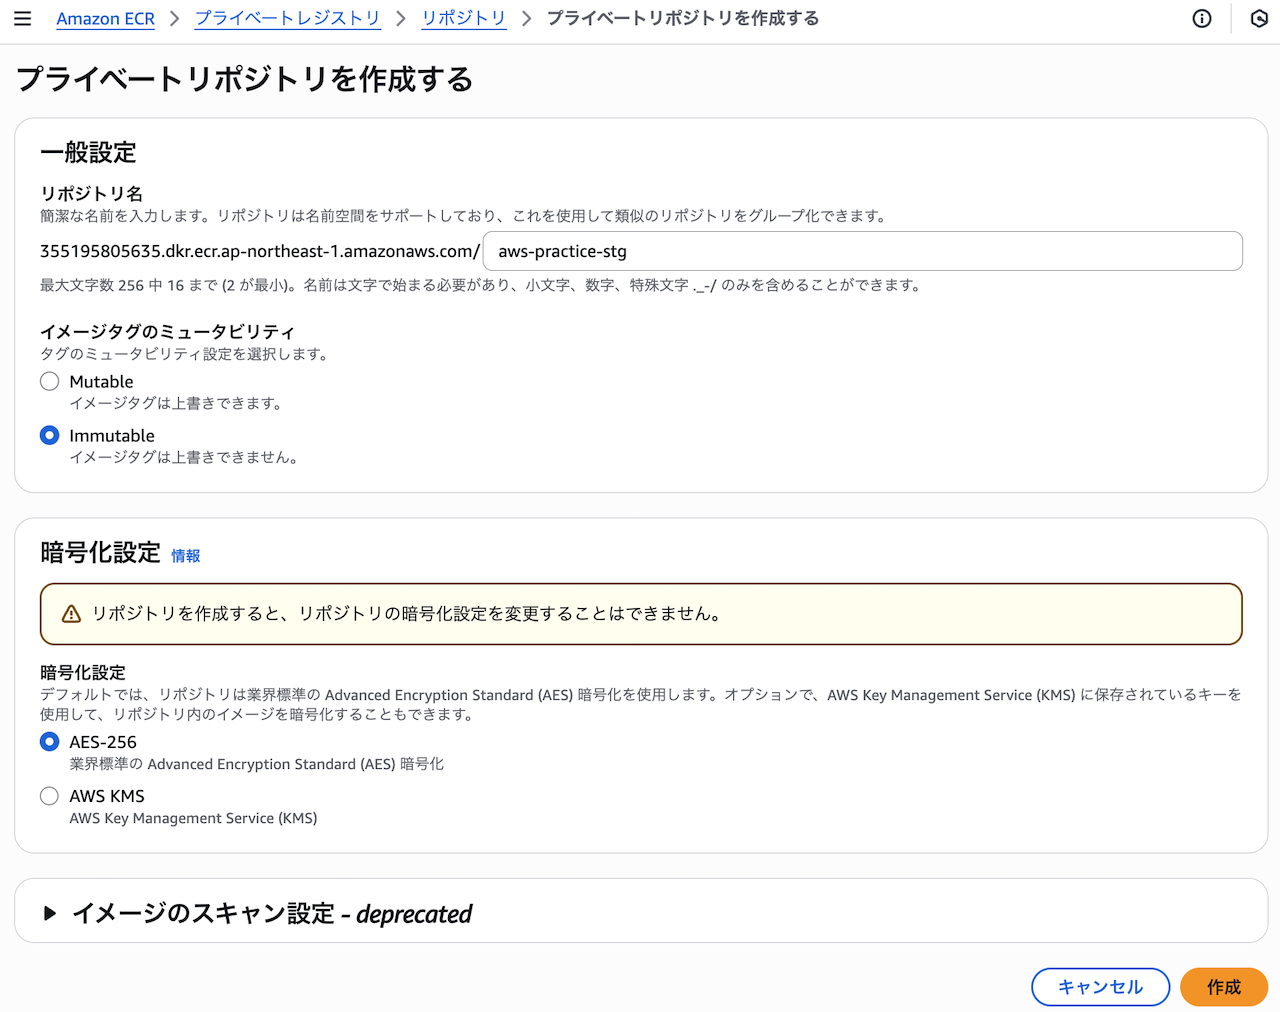 Amazon ECR > プライベートレジストリ > リポジトリ > プライベートリポジトリを作成する
プライベートリポジトリを作成する
一般設定
リポジトリ名
簡潔な名前を入力します。リポジトリは名前空間をサポートしており、これを使用して類似のリポジトリをグループ化できます。
355195805635.dkr.ecr.ap-northeast-1.amazonaws.com/ aws-practice-stg
最大文字数 256 中 16 まで (2 が最小)。名前は文字で始まる必要があり、小文字、数字、特殊文字 ._-/ のみを含めることができます。
イメージタグのミュータビリティ
タグのミュータビリティ設定を選択します。
Mutable
イメージタグは上書きできます。
Immutable
イメージタグは上書きできません。
暗号化設定 情報
リポジトリを作成すると、リポジトリの暗号化設定を変更することはできません。
暗号化設定
デフォルトでは、リポジトリは業界標準の Advanced Encryption Standard (AES) 暗号化を使用します。オプションで、AWS Key Management Service (KMS) に保存されているキーを
使用して、リポジトリ内のイメージを暗号化することもできます。
AES-256
業界標準の Advanced Encryption Standard (AES) 暗号化
AWS KMS
AWS Key Management Service (KMS)
イメージのスキャン設定 - deprecated
キャンセル 作成